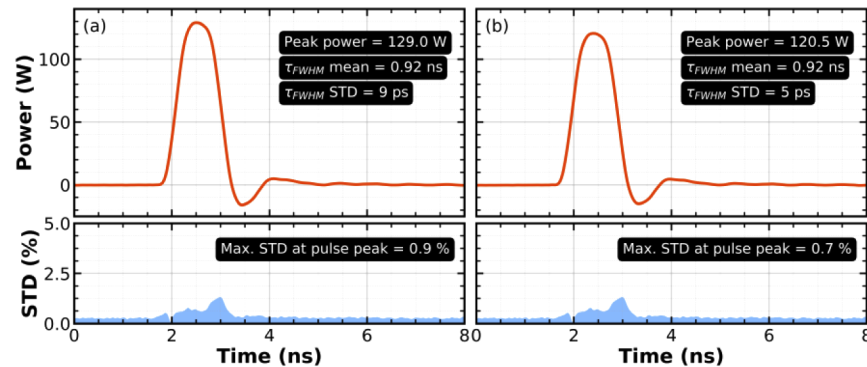 (a)
Peak power = 129.0 W
τFWHM mean = 0.92 ns
τFWHM STD = 9 ps
Power (W)
100
50
0
(b)
Peak power = 120.5 W
τFWHM mean = 0.92 ns
τFWHM STD = 5 ps
STD (%)
5.0
2.5
0.0
Max. STD at pulse peak = 0.9 %
Max. STD at pulse peak = 0.7 %
0 2 4 6 8
0 2 4 6 8
Time (ns)
Time (ns)